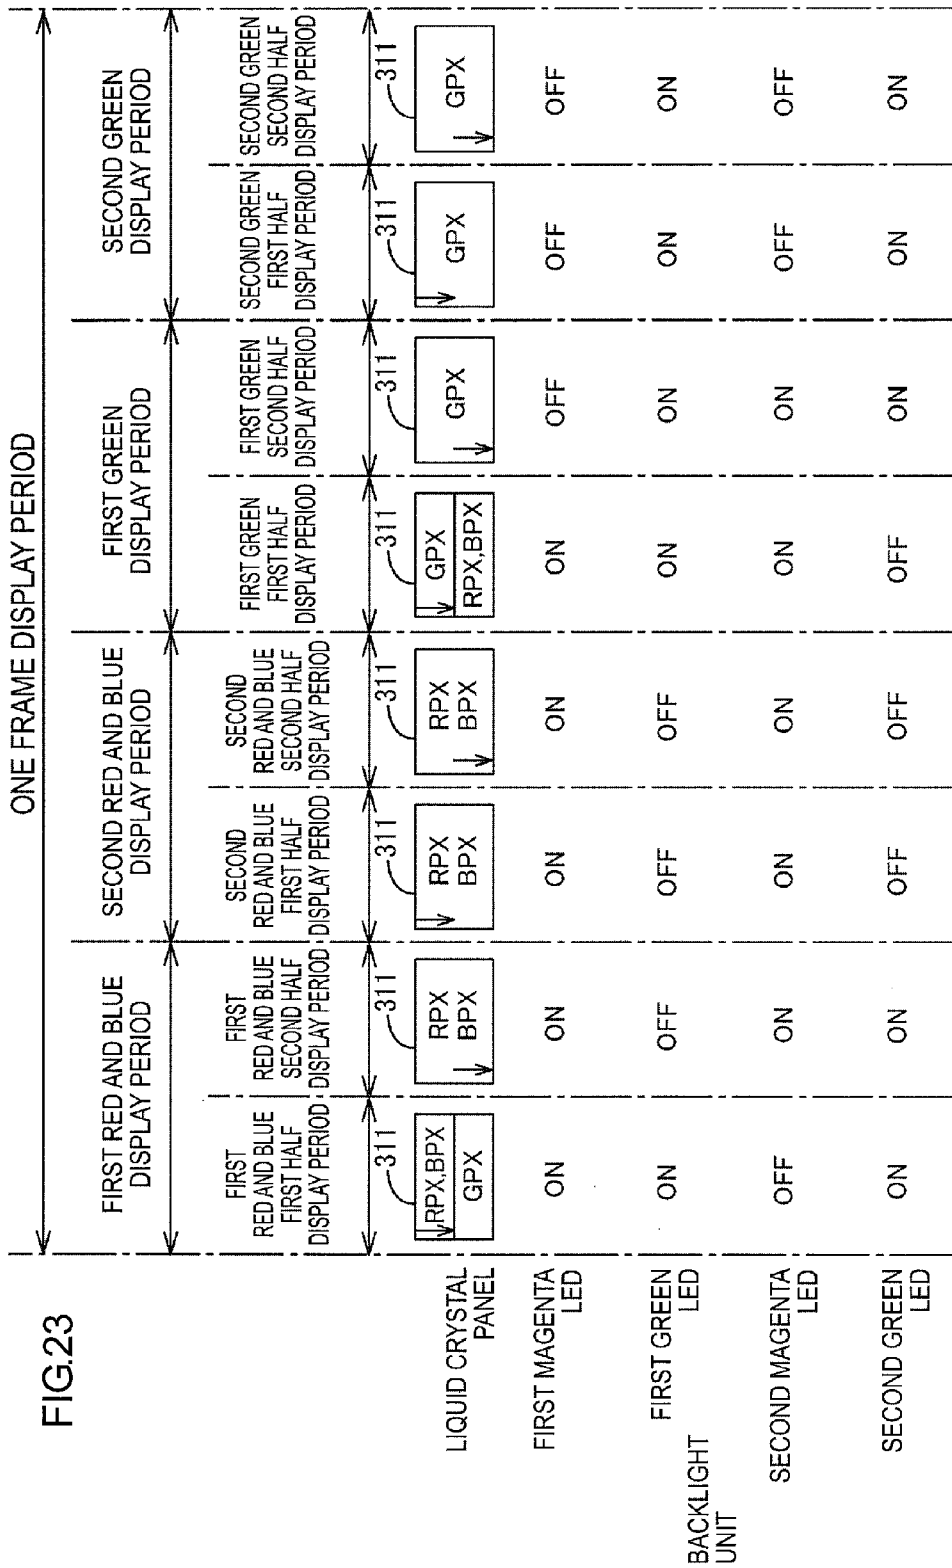 FIG.23
ONE FRAME DISPLAY PERIOD
FIRST RED AND BLUE
DISPLAY PERIOD
SECOND RED AND BLUE
DISPLAY PERIOD
FIRST GREEN
DISPLAY PERIOD
SECOND GREEN
DISPLAY PERIOD
FIRST
RED AND BLUE
FIRST HALF
DISPLAY PERIOD
FIRST
RED AND BLUE
SECOND HALF
DISPLAY PERIOD
SECOND
RED AND BLUE
FIRST HALF
DISPLAY PERIOD
SECOND
RED AND BLUE
SECOND HALF
DISPLAY PERIOD
FIRST GREEN
FIRST HALF
DISPLAY PERIOD
FIRST GREEN
SECOND HALF
DISPLAY PERIOD
SECOND GREEN
FIRST HALF
DISPLAY PERIOD
SECOND GREEN
SECOND HALF
DISPLAY PERIOD
311 311 311 311 311 311 311 311
LIQUID CRYSTAL
PANEL
RPX,BPX
GPX
RPX
BPX
RPX
BPX
RPX
BPX
GPX
RPX,BPX
GPX
GPX
GPX
BACKLIGHT
UNIT
FIRST MAGENTA
LED
ON ON ON ON ON OFF OFF OFF
FIRST GREEN
LED
ON OFF OFF OFF ON ON ON ON
SECOND MAGENTA
LED
OFF ON ON ON ON ON OFF OFF
SECOND GREEN
LED
ON ON OFF OFF OFF ON ON ON